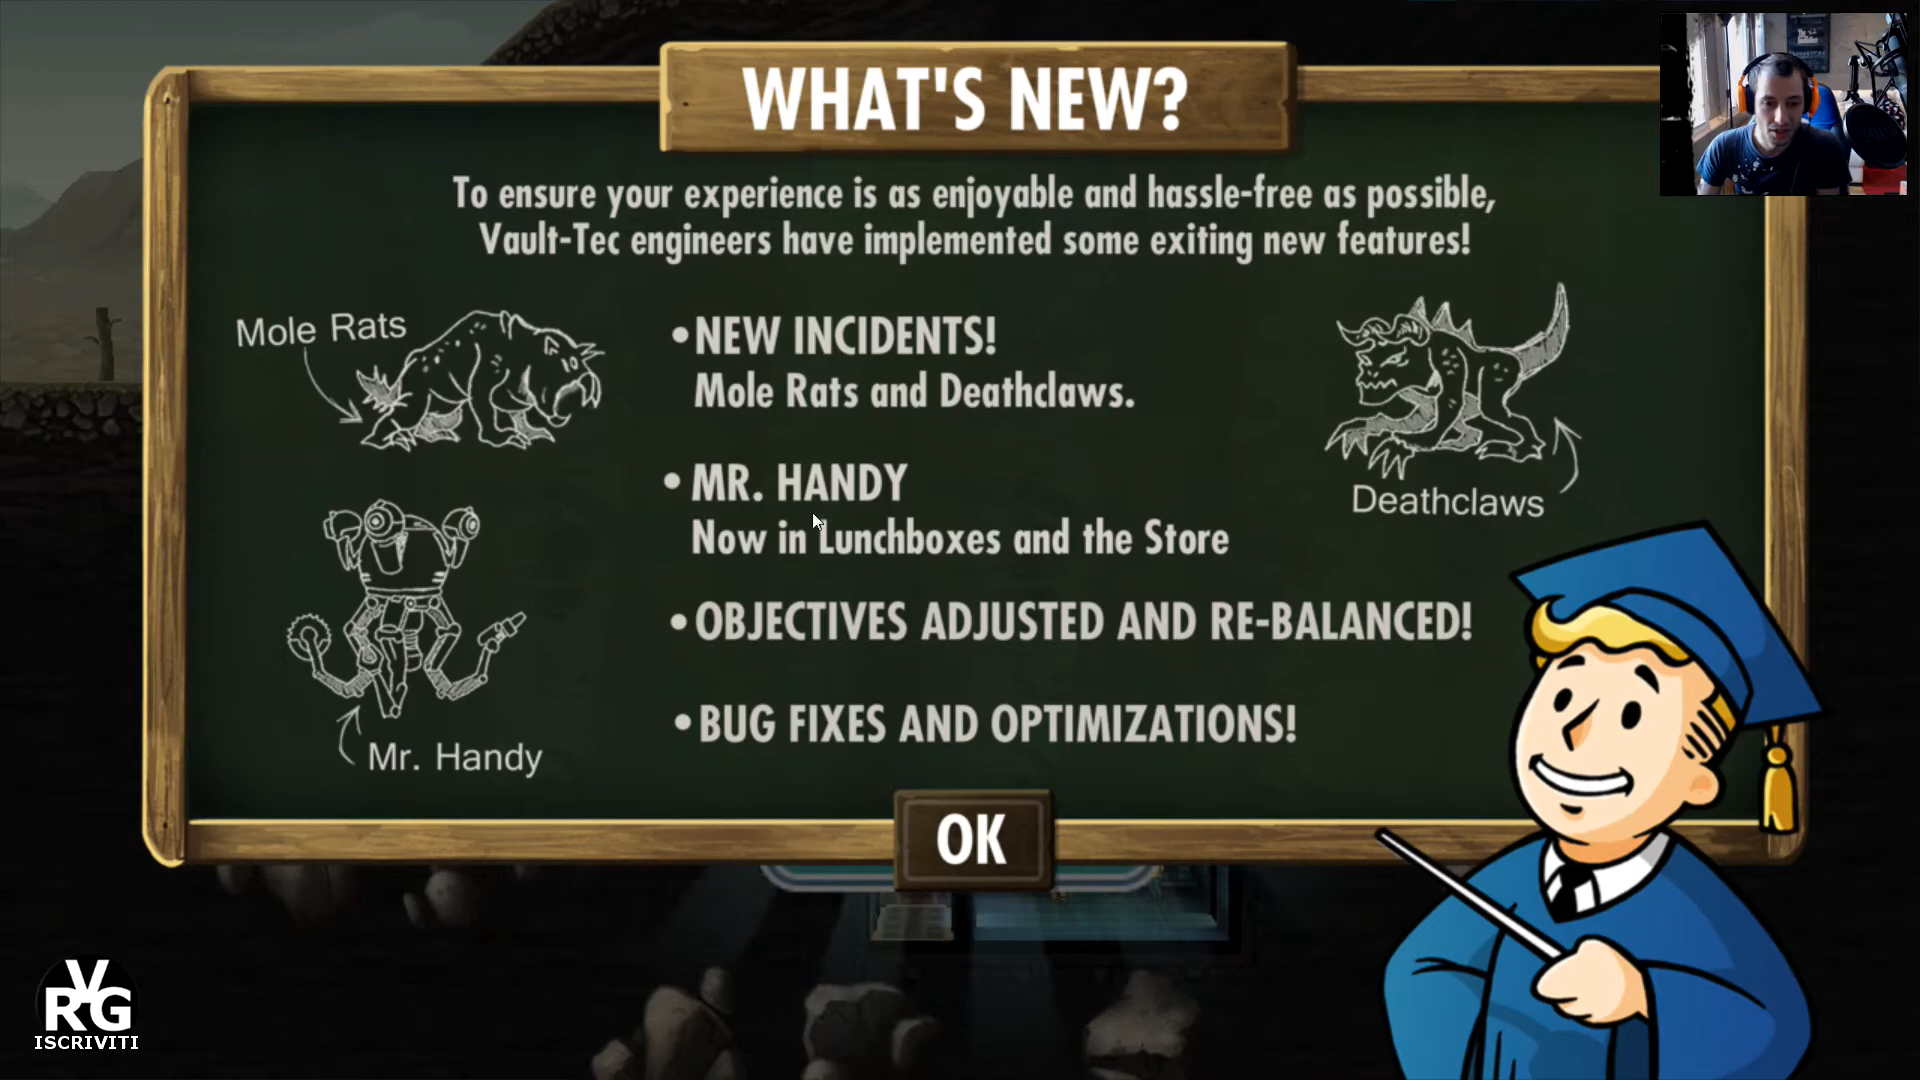 WHAT'S NEW?
To ensure your experience is as enjoyable and hassle-free as possible,
Vault-Tec engineers have implemented some exiting new features!
Mole Rats
•NEW INCIDENTS!
Mole Rats and Deathclaws.
Deathclaws
• MR. HANDY
Now in Lunchboxes and the Store
•OBJECTIVES ADJUSTED AND RE-BALANCED!
•BUG FIXES AND OPTIMIZATIONS!
Mr. Handy
OK
V
RG
ISCRIVITI